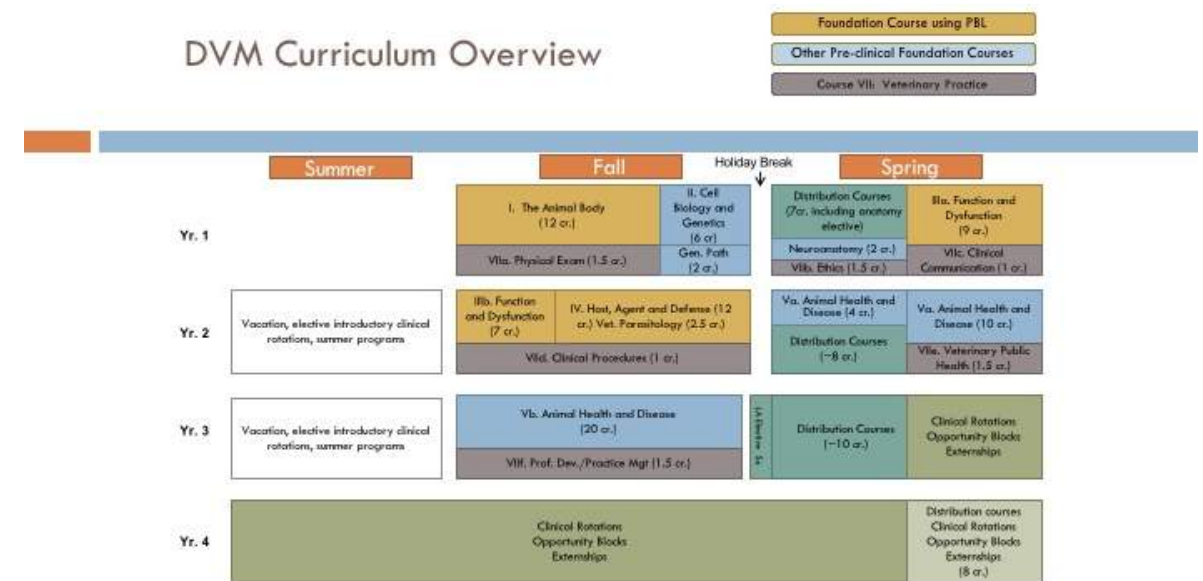 DVM Curriculum Overview
Foundation Course using PBL
Other Pre-clinical Foundation Courses
Course VII: Veterinary Practice
Summer
Fall
Holiday Break
Spring
Yr. 1
I. The Animal Body
(12 cr.)
VIIa. Physical Exam (1.5 cr.)
II. Cell
Biology and
Genetics
(6 cr)
Gen. Path
(2 cr.)
Distribution Courses
(7cr. including anatomy
elective)
Neuroanatomy (2 cr.)
VIIb. Ethics (1.5 cr.)
IIIa. Function and
Dysfunction
(9 cr.)
VIIc. Clinical
Communication (1 cr.)
Yr. 2
Vacation, elective introductory clinical
rotations, summer programs
IIIb. Function
and Dysfunction
(7 cr.)
IV. Host, Agent and Defense (12
cr.) Vet. Parasitology (2.5 cr.)
VIId. Clinical Procedures (1 cr.)
Va. Animal Health and
Disease (4 cr.)
Distribution Courses
(~8 cr.)
Va. Animal Health and
Disease (10 cr.)
VIIe. Veterinary Public
Health (1.5 cr.)
Yr. 3
Vacation, elective introductory clinical
rotations, summer programs
Vb. Animal Health and Disease
(20 cr.)
VIIf. Prof. Dev./Practice Mgt (1.5 cr.)
Distribution Courses
(~10 cr.)
Clinical Rotations
Opportunity Blocks
Externships
Yr. 4
Clinical Rotations
Opportunity Blocks
Externships
Distribution courses
Clinical Rotations
Opportunity Blocks
Externships
(8 cr.)